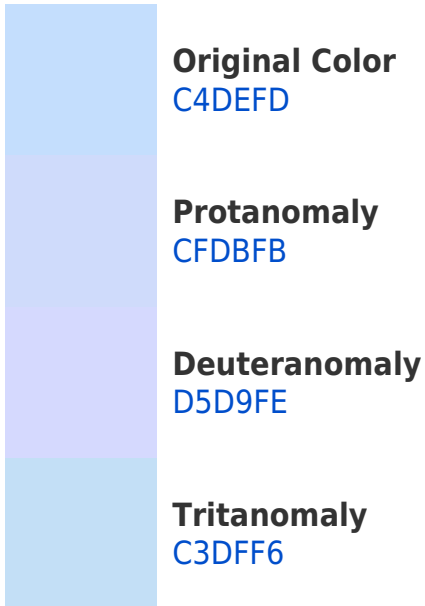 Original Color
C4DEFD
Protanomaly
CFDBFB
Deuteranomaly
D5D9FE
Tritanomaly
C3DFF6